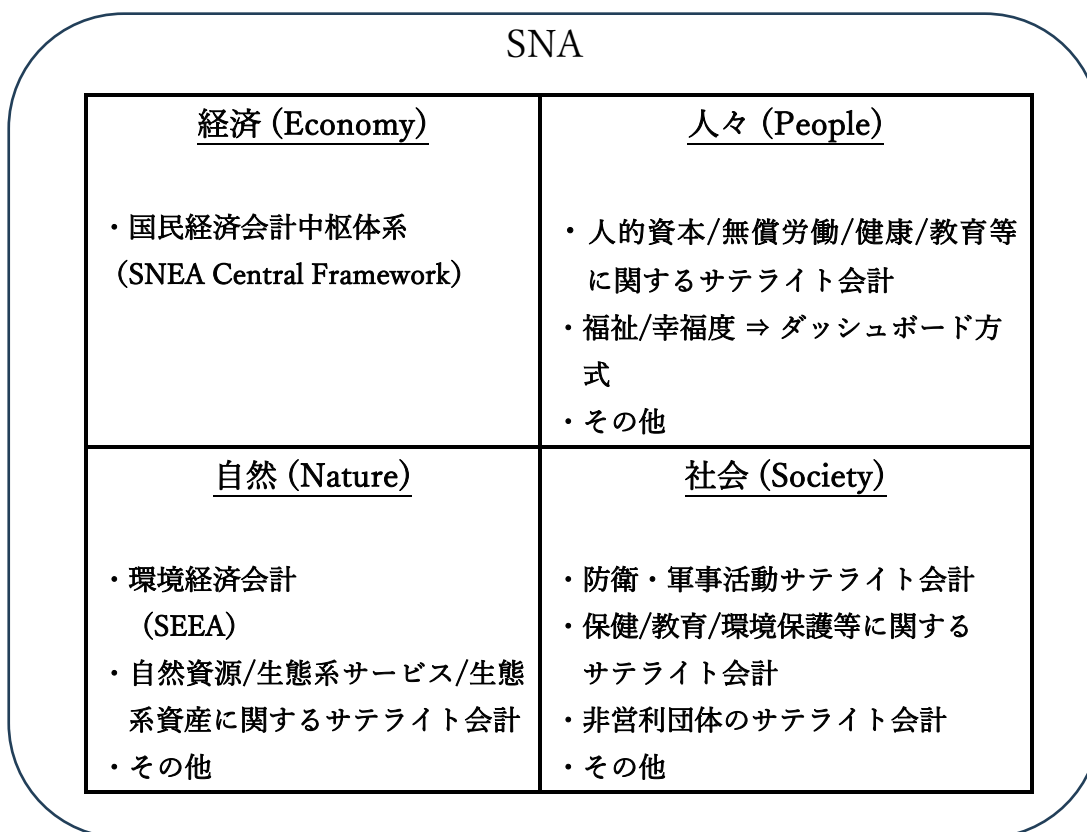 SNA
経済 (Economy)
・国民経済会計中枢体系
（SNEA Central Framework）
人々 (People)
・人的資本/無償労働/健康/教育等
に関するサテライト会計
・福祉/幸福度 ⇒ ダッシュボード方
式
・その他
自然 (Nature)
・環境経済会計
（SEEA）
・自然資源/生態系サービス/生態
系資産に関するサテライト会計
・その他
社会 (Society)
・防衛・軍事活動サテライト会計
・保健/教育/環境保護等に関する
サテライト会計
・非営利団体のサテライト会計
・その他